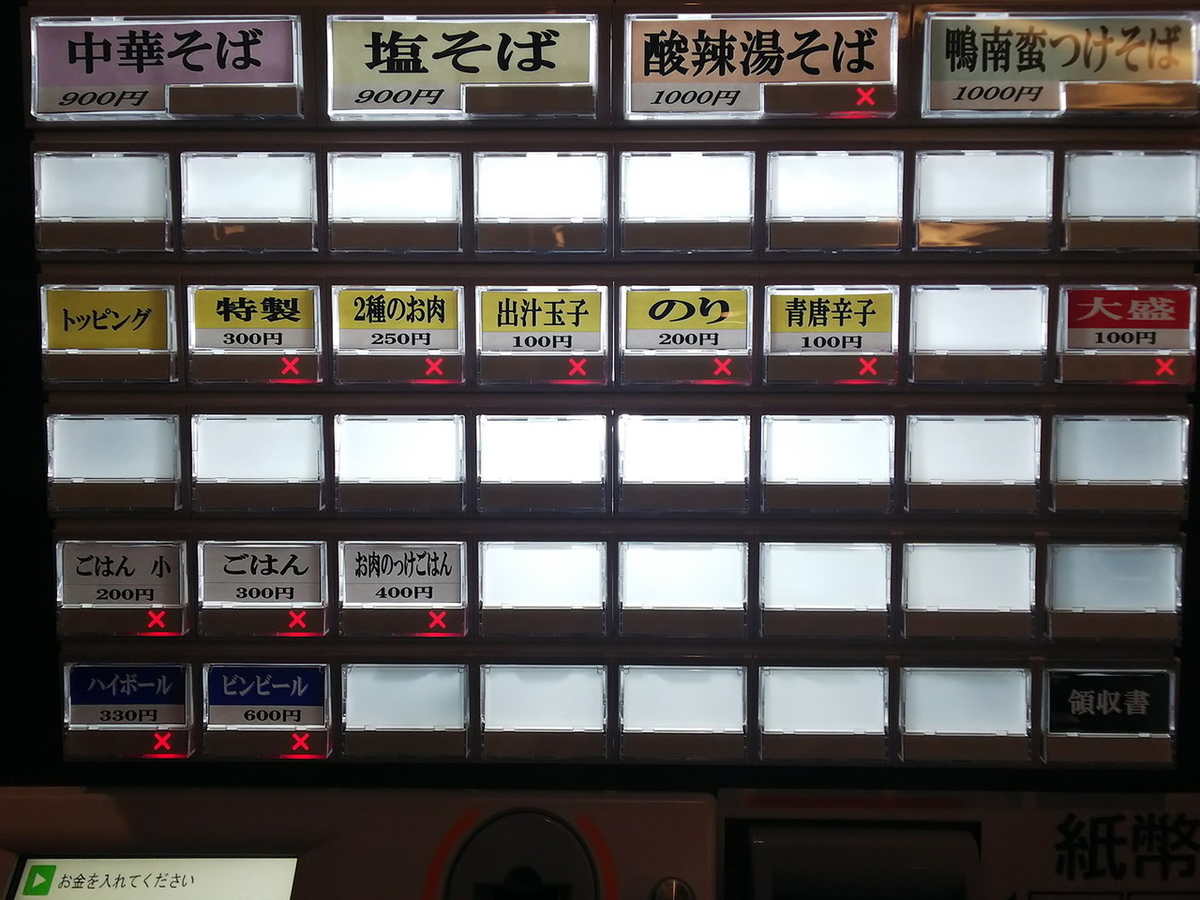 中華そば
900円
塩そば
900円
酸辣湯そば
1000円
×
鴨南蛮つけそば
1000円
トッピング
特製
300円
×
2種のお肉
250円
×
出汁玉子
100円
×
のり
200円
×
青唐辛子
100円
×
大盛
100円
×
ごはん 小
200円
×
ごはん
300円
×
お肉のっけごはん
400円
×
ハイボール
330円
×
ビンビール
600円
×
領収書
お金を入れてください
紙幣